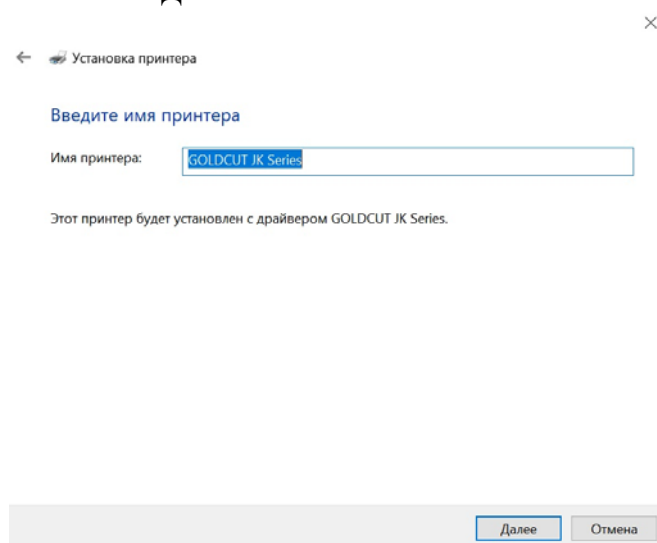 Установка принтера
Введите имя принтера
Имя принтера: GOLDCUT JK Series
Этот принтер будет установлен с драйвером GOLDCUT JK Series.
Далее Отмена